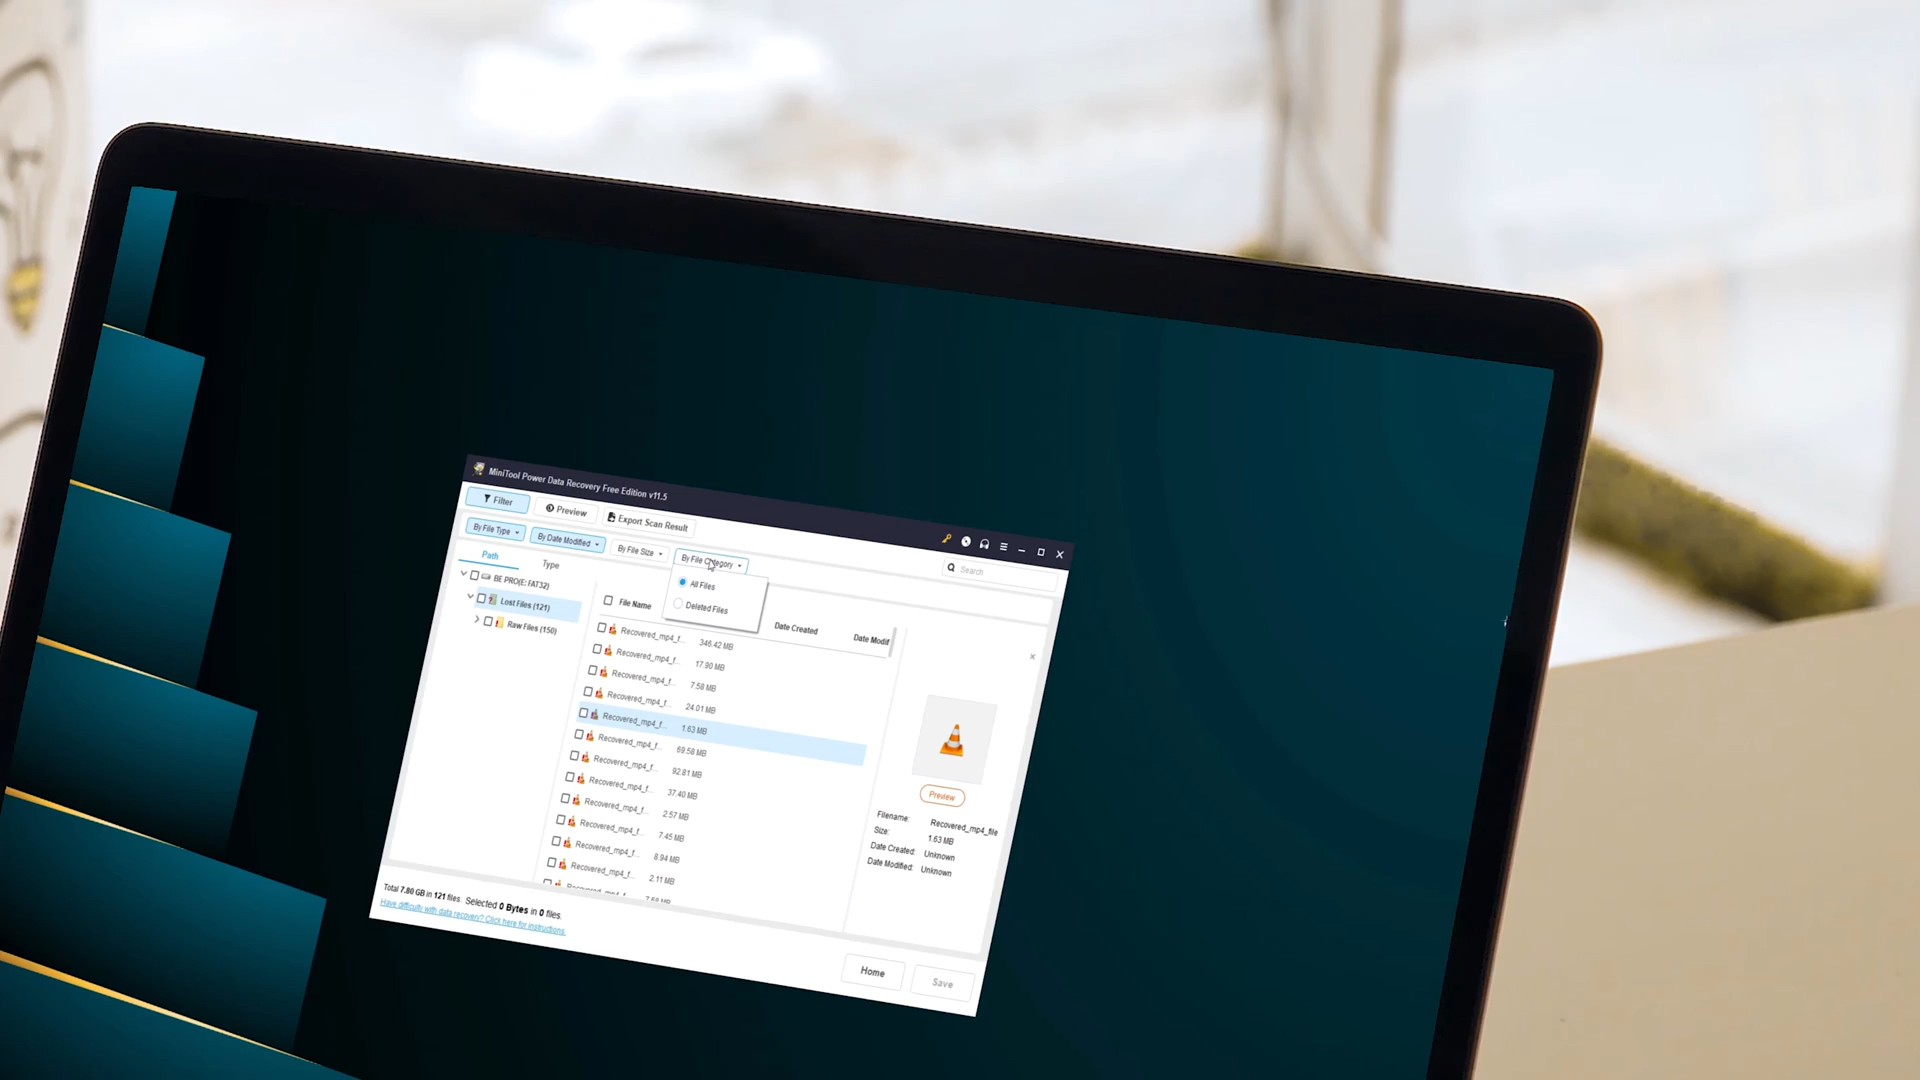 MiniTool Power Data Recovery Free Edition v11.5
Filter
Preview
Export Scan Result
Search
By File Type
By Date Modified
By File Size
By File Category
Path
Type
All Files
Deleted Files
BE PRO(E: FAT32)
Lost Files (121)
Raw Files (150)
File Name
Date Created
Date Modif
Recovered_mp4_f... 346.42 MB
Recovered_mp4_f... 17.90 MB
Recovered_mp4_f... 7.58 MB
Recovered_mp4_f... 24.01 MB
Recovered_mp4_f... 1.63 MB
Recovered_mp4_f... 69.58 MB
Recovered_mp4_f... 92.81 MB
Recovered_mp4_f... 37.40 MB
Recovered_mp4_f... 2.57 MB
Recovered_mp4_f... 7.45 MB
Recovered_mp4_f... 8.94 MB
Recovered_mp4_f... 2.11 MB
Preview
Filename: Recovered_mp4_file
Size: 1.63 MB
Date Created: Unknown
Date Modified: Unknown
Total 7.80 GB in 121 files. Selected 0 Bytes in 0 files.
Have difficulty with data recovery? Click here for instructions.
Home
Save